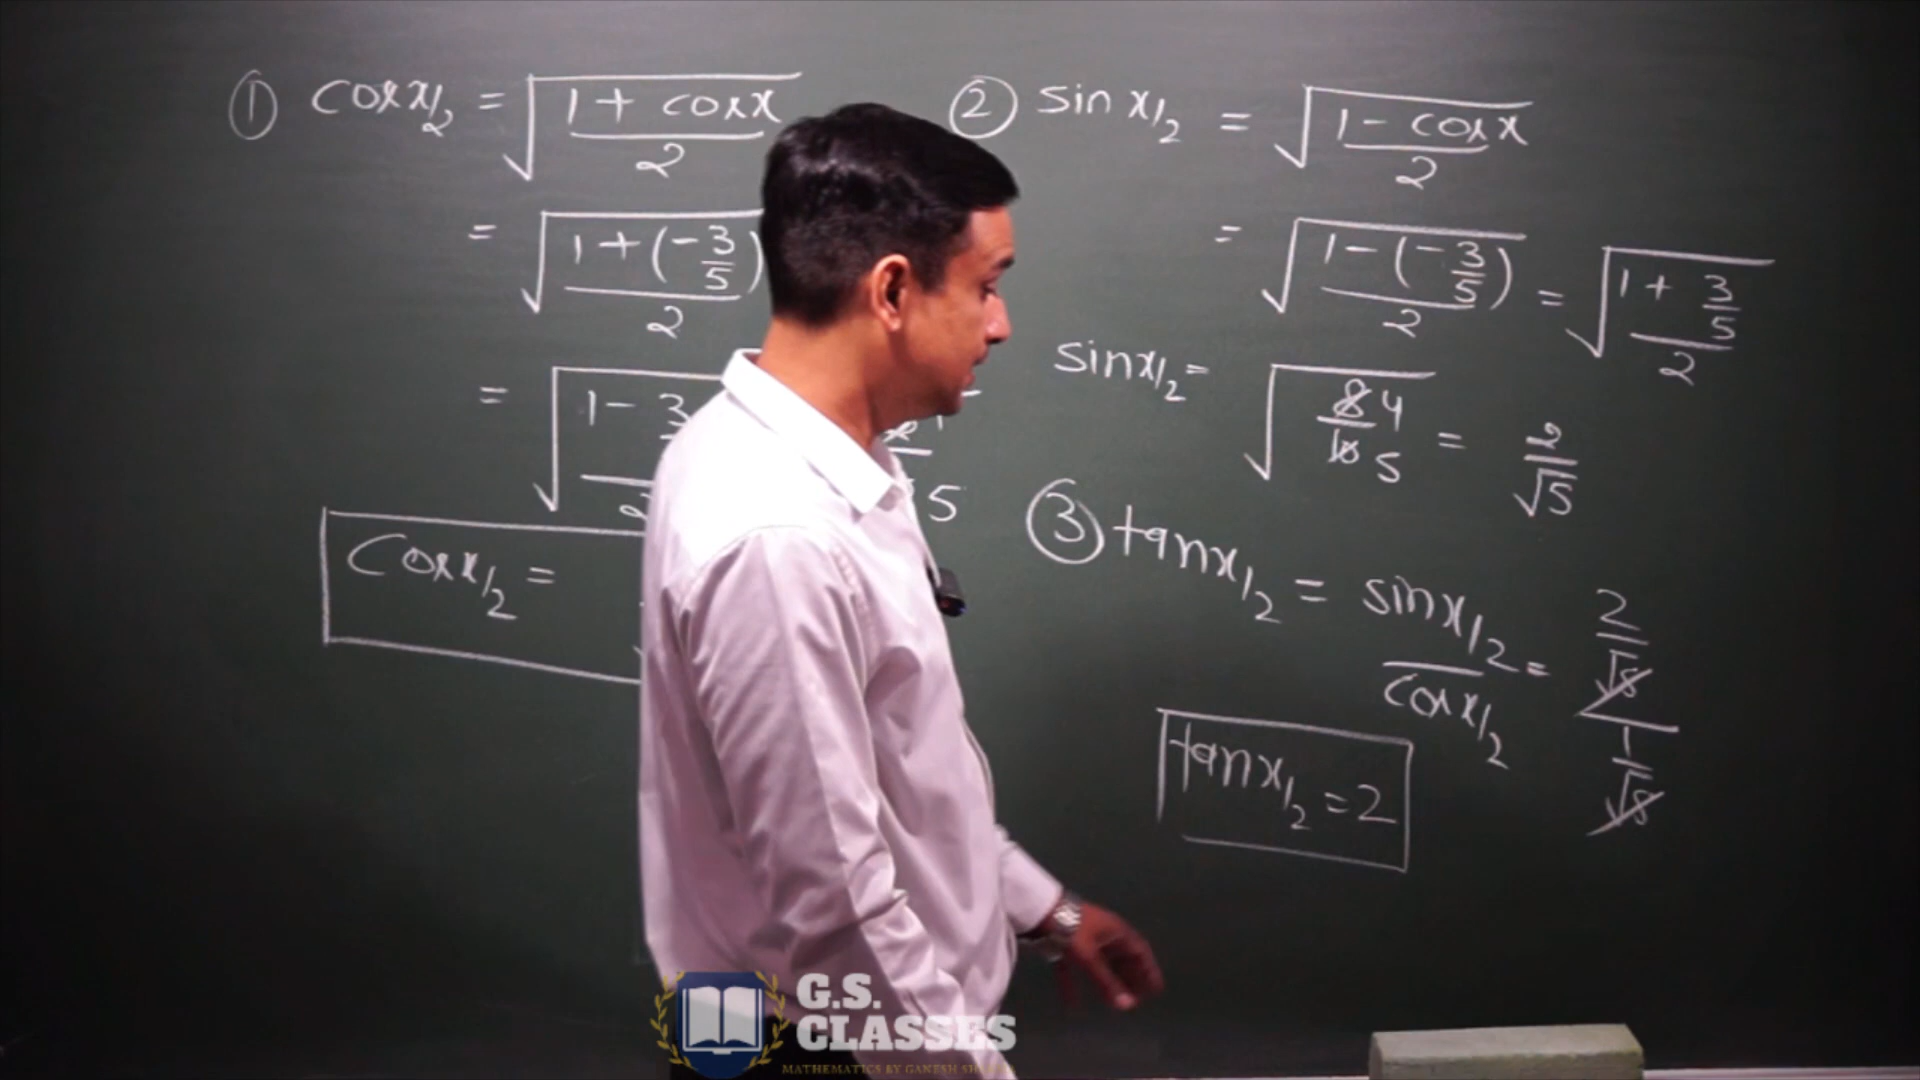 ① cos x/2 = √(1 + cos x / 2)
= √(1 + (-3/5) / 2)
= √(1 - 3
5
cos x/2 =
② sin x/2 = √(1 - cos x / 2)
= √(1 - (-3/5) / 2) = √(1 + 3/5 / 2)
sin x/2 = √(8 4 / 10 5) = 2/√5
③ tan x/2 = sin x/2 / cos x/2 = 2/√5 / 1/√5
tan x/2 = 2
G.S.
CLASSES
MATHEMATICS BY GANESH